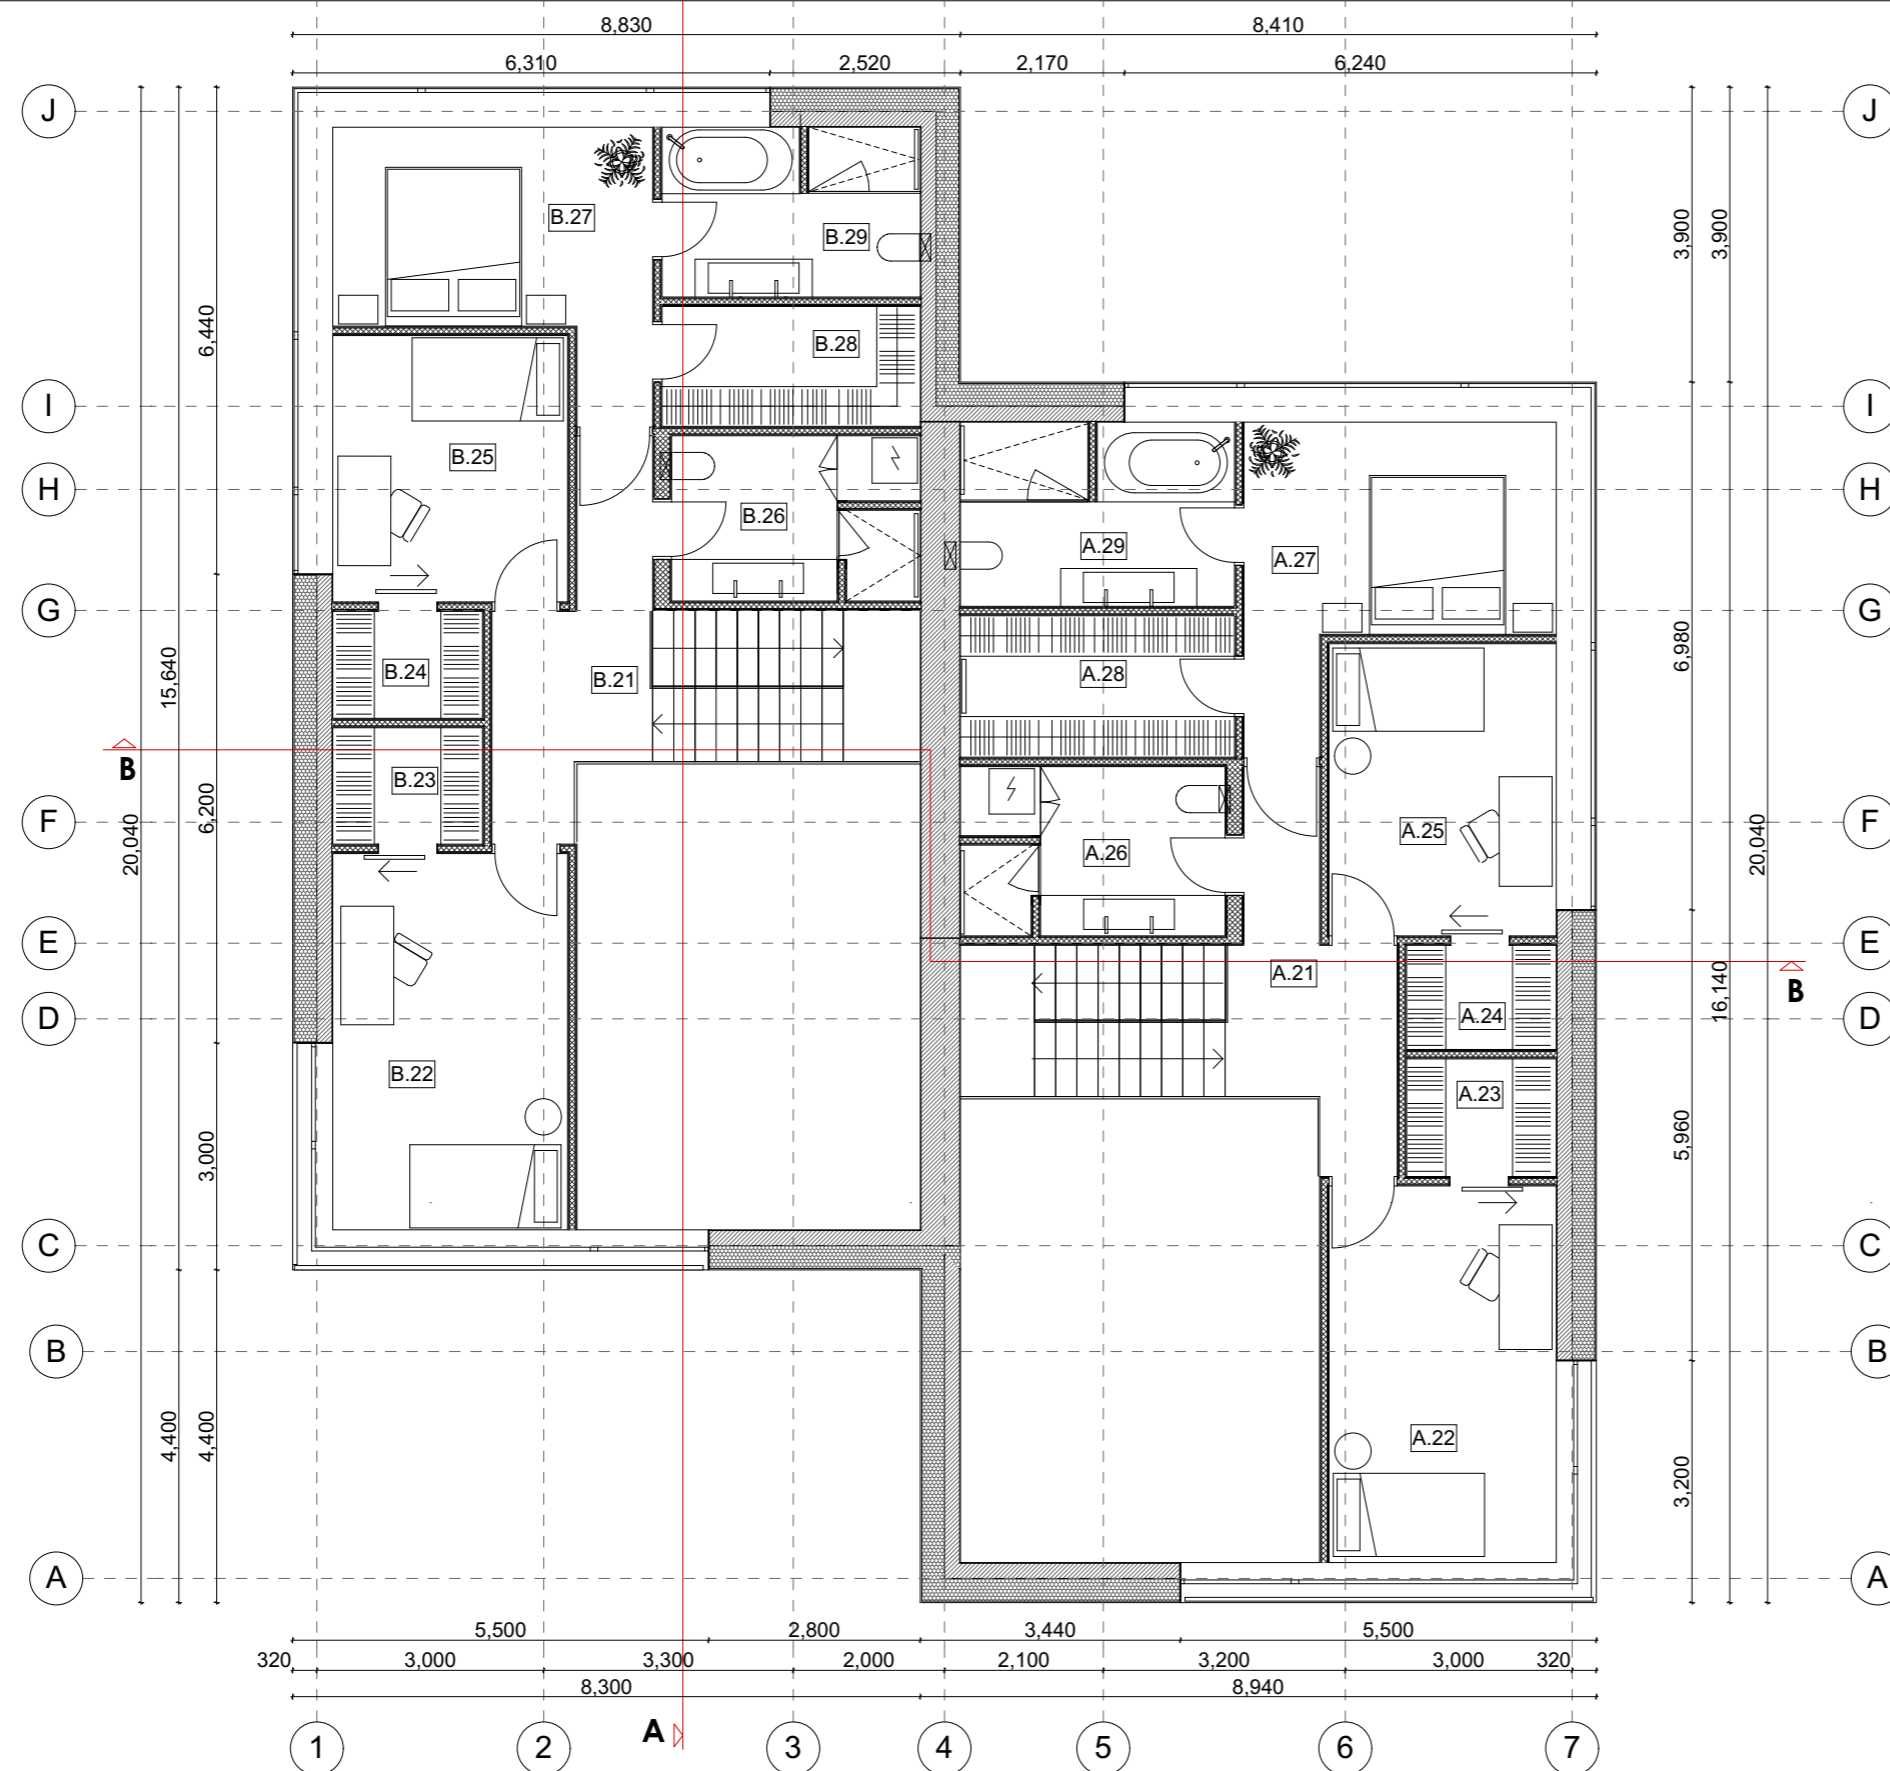 8,830 8,410
6,310 2,520 2,170 6,240
J J
B.27
B.29
3,900 3,900
6,440
B.28
I I
B.25
H H
B.26
A.29
A.27
G G
15,640
B.24
B.21
A.28
6,980
B B.23
6,200
F F
20,040
A.25
A.26
20,040
E E
A.21
B
16,140
D D
A.24
B.22
A.23
3,000
5,960
C C
B B
4,400 4,400
A.22
3,200
A A
5,500 2,800 3,440 5,500
320 3,000 3,300 2,000 2,100 3,200 3,000 320
8,300 8,940
A
1 2 3 4 5 6 7